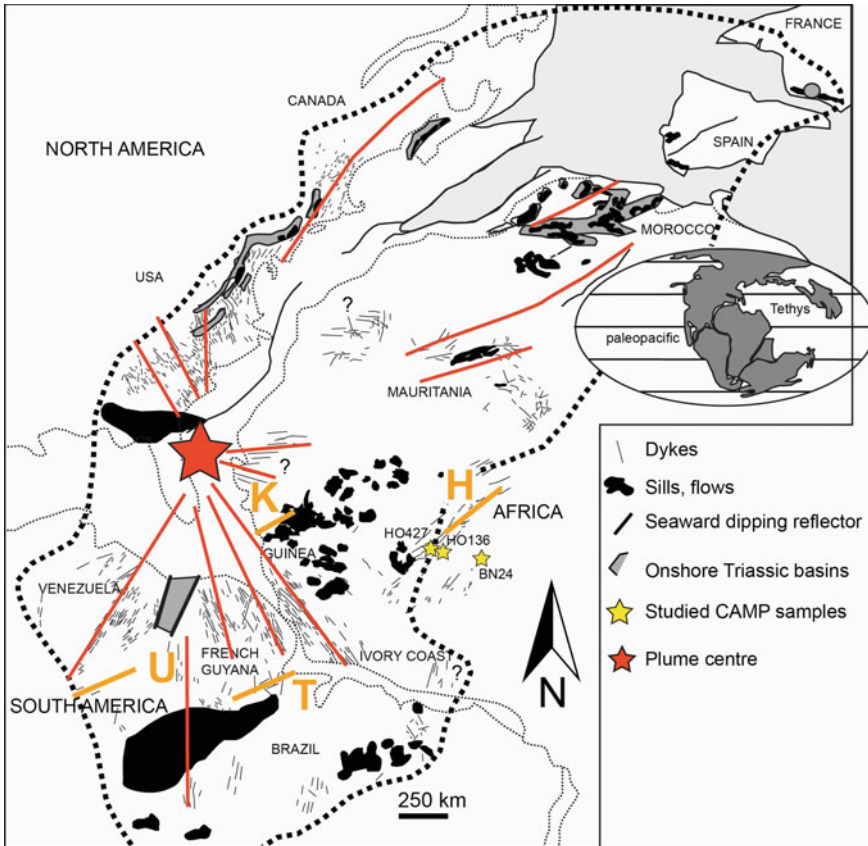 FRANCE
CANADA
NORTH AMERICA
SPAIN
MOROCCO
USA
?
Tethys
paleopacific
MAURITANIA
Dykes
Sills, flows
Seaward dipping reflector
Onshore Triassic basins
Studied CAMP samples
Plume centre
?
K
H
AFRICA
HO427
HO136
GUINEA
BN24
VENEZUELA
FRENCH
GUYANA
IVORY COAST
?
U
T
SOUTH AMERICA
N
BRAZIL
250 km